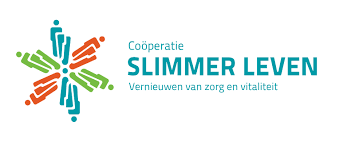 Coöperatie
SLIMMER LEVEN
Vernieuwen van zorg en vitaliteit